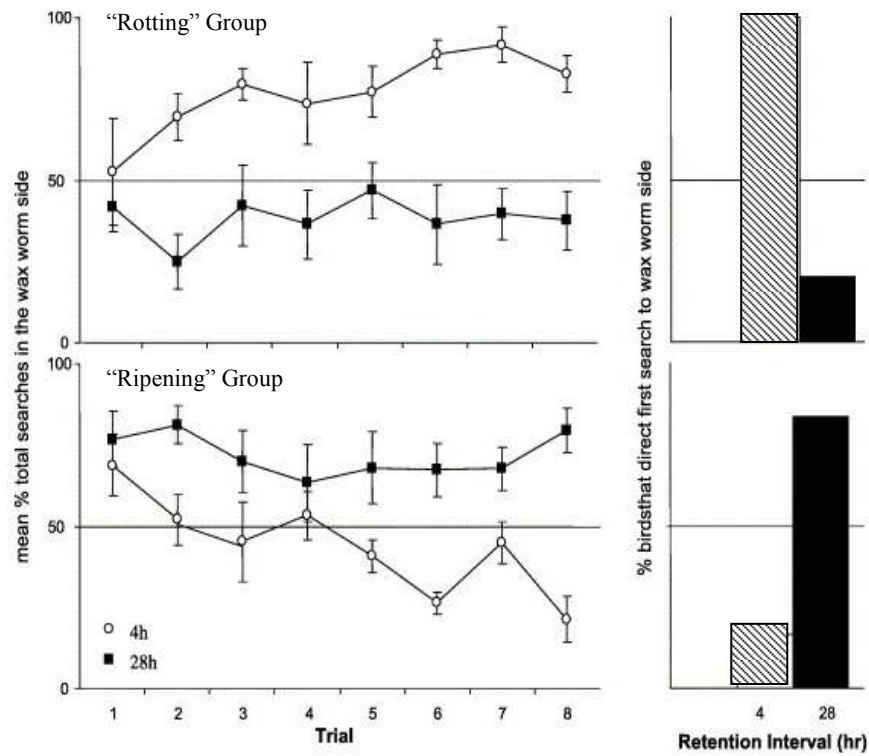 mean % total searches in the wax worm side
“Rotting” Group
100
50
0
“Ripening” Group
100
50
0
4h
28h
1 2 3 4 5 6 7 8
Trial
% birdsthat direct first search to wax worm side
4 28
Retention Interval (hr)